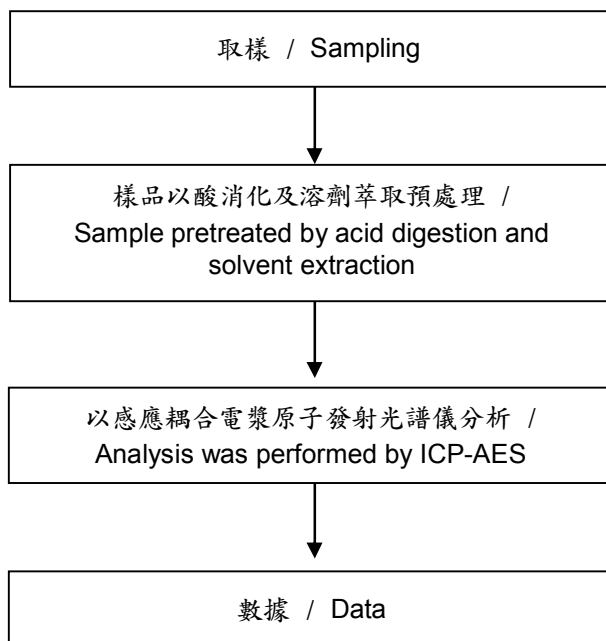 取樣 / Sampling
樣品以酸消化及溶劑萃取預處理 /
Sample pretreated by acid digestion and
solvent extraction
以感應耦合電漿原子發射光譜儀分析 /
Analysis was performed by ICP-AES
數據 / Data